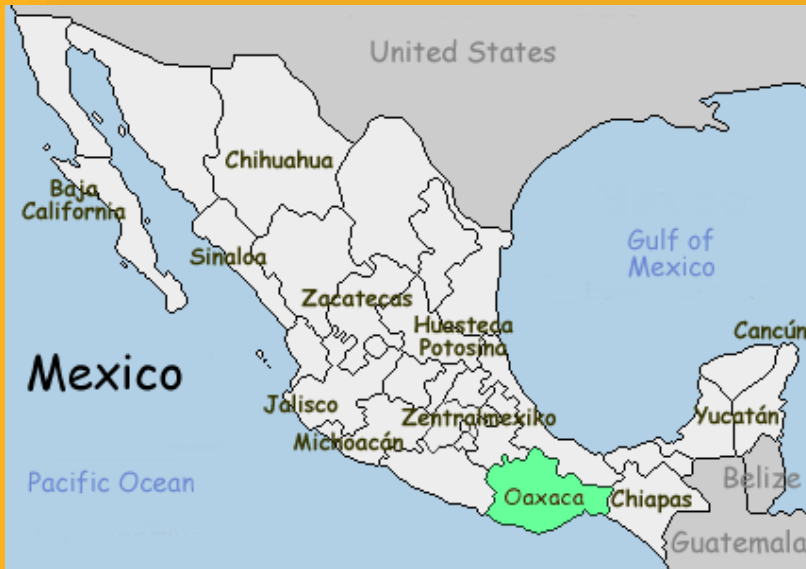 United States
Chihuahua
Baja
California
Sinaloa
Gulf of
Mexico
Zacatecas
Huasteca
Potosina
Cancún
Mexico
Jalisco
Zentralmexiko
Yucatán
Michoacán
Pacific Ocean
Oaxaca
Chiapas
Belize
Guatemala